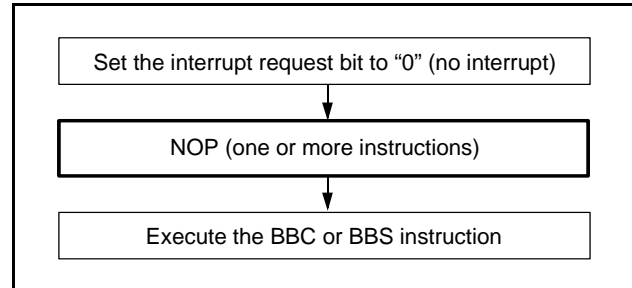 Set the interrupt request bit to “0” (no interrupt)
NOP (one or more instructions)
Execute the BBC or BBS instruction